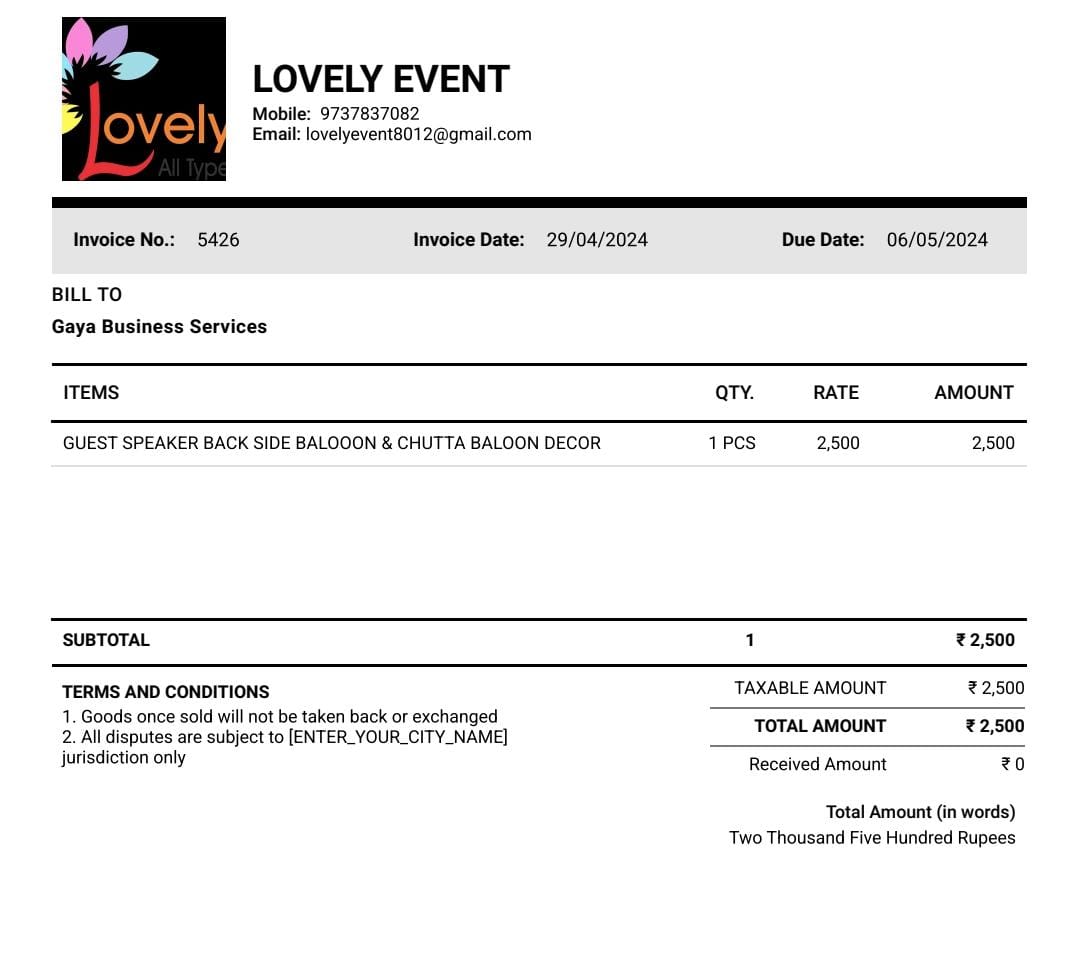 Lovely
All Type
LOVELY EVENT
Mobile: 9737837082
Email: lovelyevent8012@gmail.com
Invoice No.: 5426 Invoice Date: 29/04/2024 Due Date: 06/05/2024
BILL TO
Gaya Business Services
ITEMS QTY. RATE AMOUNT
GUEST SPEAKER BACK SIDE BALOOON & CHUTTA BALOON DECOR 1 PCS 2,500 2,500
SUBTOTAL 1 ₹ 2,500
TERMS AND CONDITIONS
1. Goods once sold will not be taken back or exchanged
2. All disputes are subject to [ENTER_YOUR_CITY_NAME]
jurisdiction only
TAXABLE AMOUNT ₹ 2,500
TOTAL AMOUNT ₹ 2,500
Received Amount ₹ 0
Total Amount (in words)
Two Thousand Five Hundred Rupees